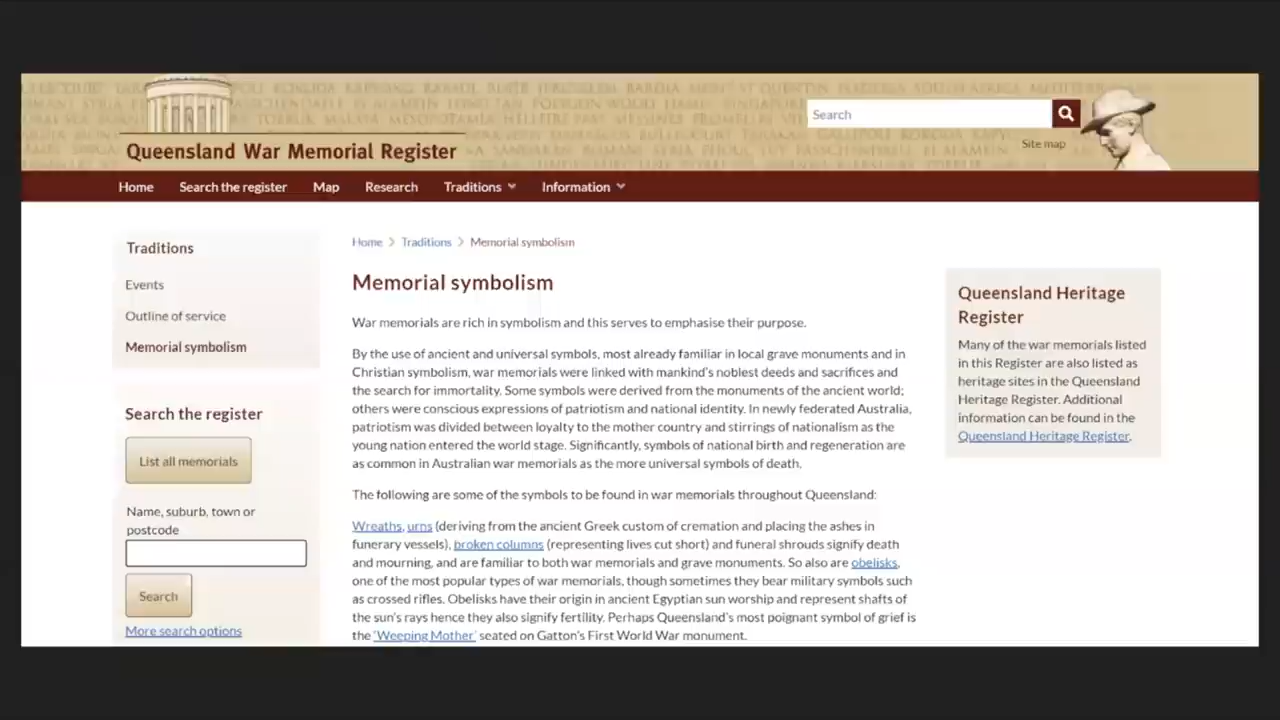 Search
Site map
Queensland War Memorial Register
Home Search the register Map Research Traditions Information
Traditions
Events
Outline of service
Memorial symbolism
Search the register
List all memorials
Name, suburb, town or
postcode
Search
More search options
Home > Traditions > Memorial symbolism
Memorial symbolism
War memorials are rich in symbolism and this serves to emphasise their purpose.
By the use of ancient and universal symbols, most already familiar in local grave monuments and in
Christian symbolism, war memorials were linked with mankind's noblest deeds and sacrifices and
the search for immortality. Some symbols were derived from the monuments of the ancient world;
others were conscious expressions of patriotism and national identity. In newly federated Australia,
patriotism was divided between loyalty to the mother country and stirrings of nationalism as the
young nation entered the world stage. Significantly, symbols of national birth and regeneration are
as common in Australian war memorials as the more universal symbols of death.
The following are some of the symbols to be found in war memorials throughout Queensland:
Wreaths, urns (deriving from the ancient Greek custom of cremation and placing the ashes in
funerary vessels), broken columns (representing lives cut short) and funeral shrouds signify death
and mourning, and are familiar to both war memorials and grave monuments. So also are obelisks,
one of the most popular types of war memorials, though sometimes they bear military symbols such
as crossed rifles. Obelisks have their origin in ancient Egyptian sun worship and represent shafts of
the sun's rays hence they also signify fertility. Perhaps Queensland's most poignant symbol of grief is
the 'Weeping Mother' seated on Gatton's First World War monument.
Queensland Heritage
Register
Many of the war memorials listed
in this Register are also listed as
heritage sites in the Queensland
Heritage Register. Additional
information can be found in the
Queensland Heritage Register.